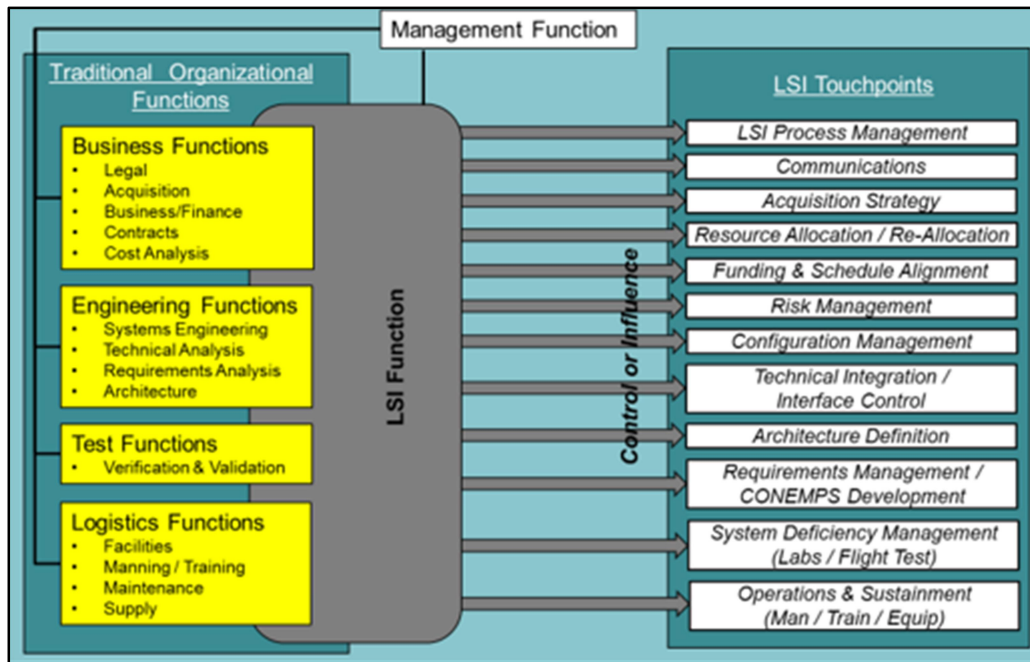 Management Function
Traditional Organizational
Functions
Business Functions
• Legal
• Acquisition
• Business/Finance
• Contracts
• Cost Analysis
Engineering Functions
• Systems Engineering
• Technical Analysis
• Requirements Analysis
• Architecture
Test Functions
• Verification & Validation
Logistics Functions
• Facilities
• Manning / Training
• Maintenance
• Supply
LSI Function
Control or Influence
LSI Touchpoints
LSI Process Management
Communications
Acquisition Strategy
Resource Allocation / Re-Allocation
Funding & Schedule Alignment
Risk Management
Configuration Management
Technical Integration /
Interface Control
Architecture Definition
Requirements Management /
CONEMPS Development
System Deficiency Management
(Labs / Flight Test)
Operations & Sustainment
(Man / Train / Equip)